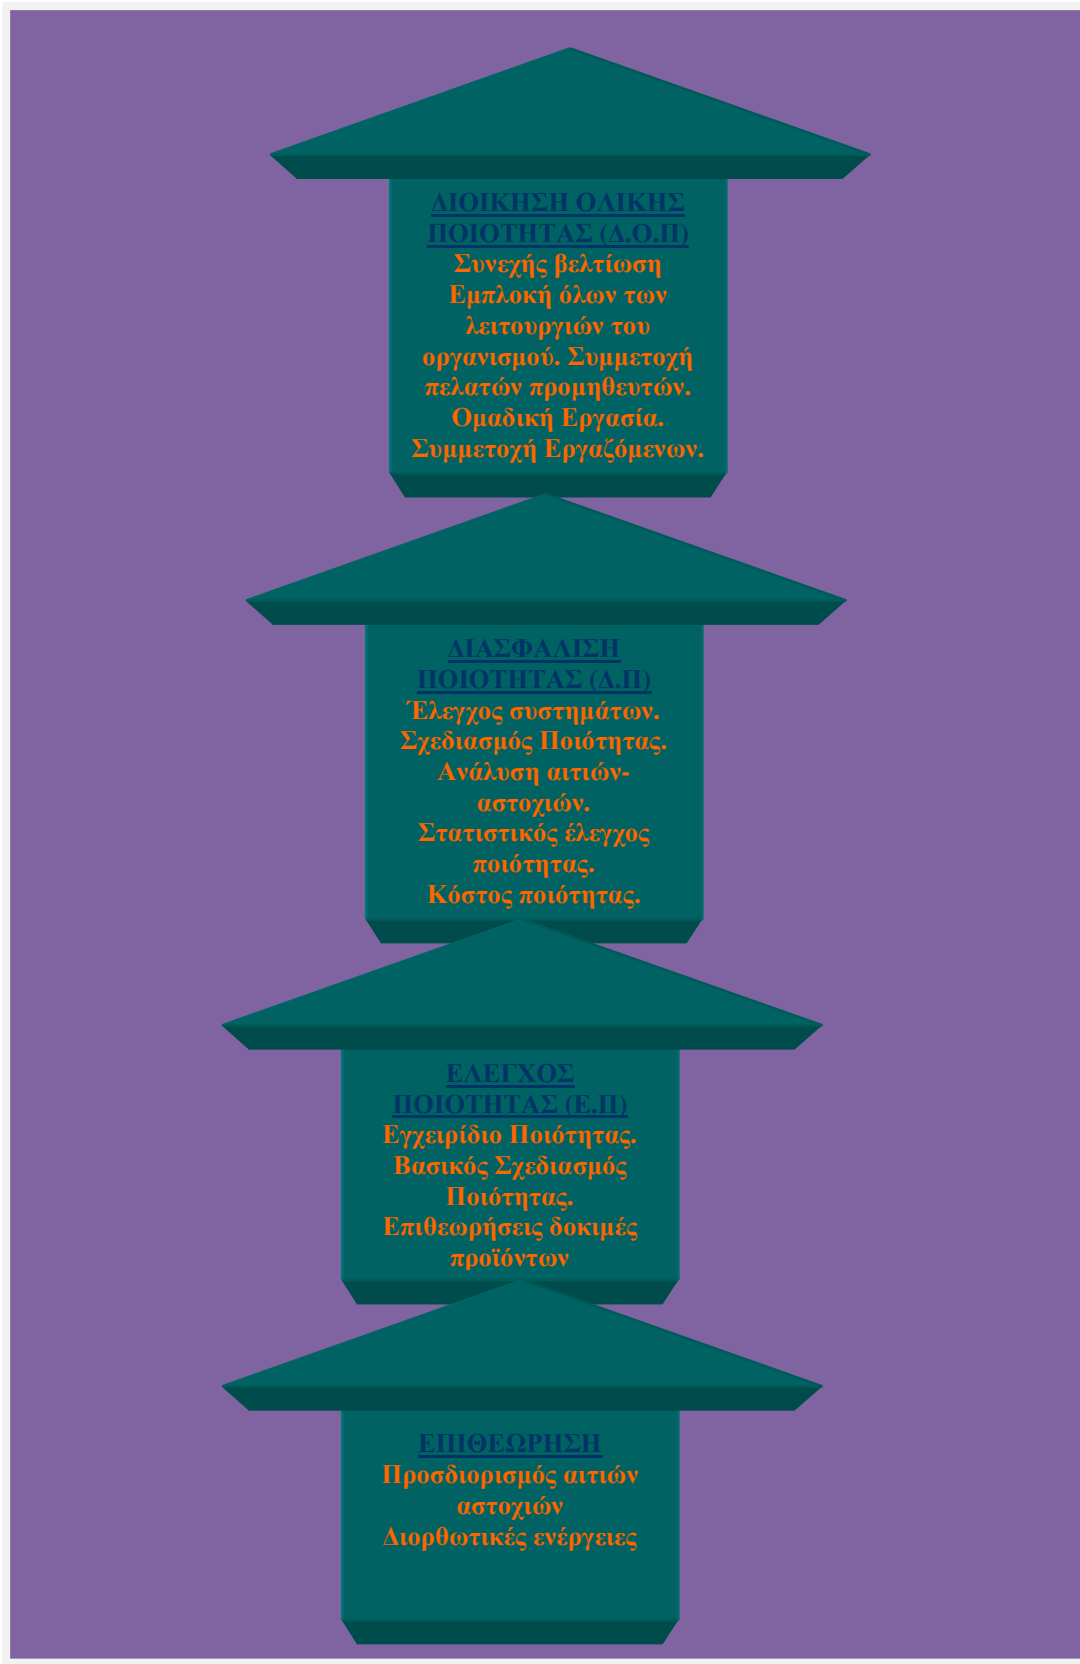 ΔΙΟΙΚΗΣΗ ΟΛΙΚΗΣ
ΠΟΙΟΤΗΤΑΣ (Δ.Ο.Π)
Συνεχής βελτίωση
Εμπλοκή όλων των
λειτουργιών του
οργανισμού. Συμμετοχή
πελατών προμηθευτών.
Ομαδική Εργασία.
Συμμετοχή Εργαζόμενων.
ΔΙΑΣΦΑΛΙΣΗ
ΠΟΙΟΤΗΤΑΣ (Δ.Π)
Έλεγχος συστημάτων.
Σχεδιασμός Ποιότητας.
Ανάλυση αιτιών-
αστοχιών.
Στατιστικός έλεγχος
ποιότητας.
Κόστος ποιότητας.
ΕΛΕΓΧΟΣ
ΠΟΙΟΤΗΤΑΣ (Ε.Π)
Εγχειρίδιο Ποιότητας.
Βασικός Σχεδιασμός
Ποιότητας.
Επιθεωρήσεις δοκιμές
προϊόντων
ΕΠΙΘΕΩΡΗΣΗ
Προσδιορισμός αιτιών
αστοχιών
Διορθωτικές ενέργειες